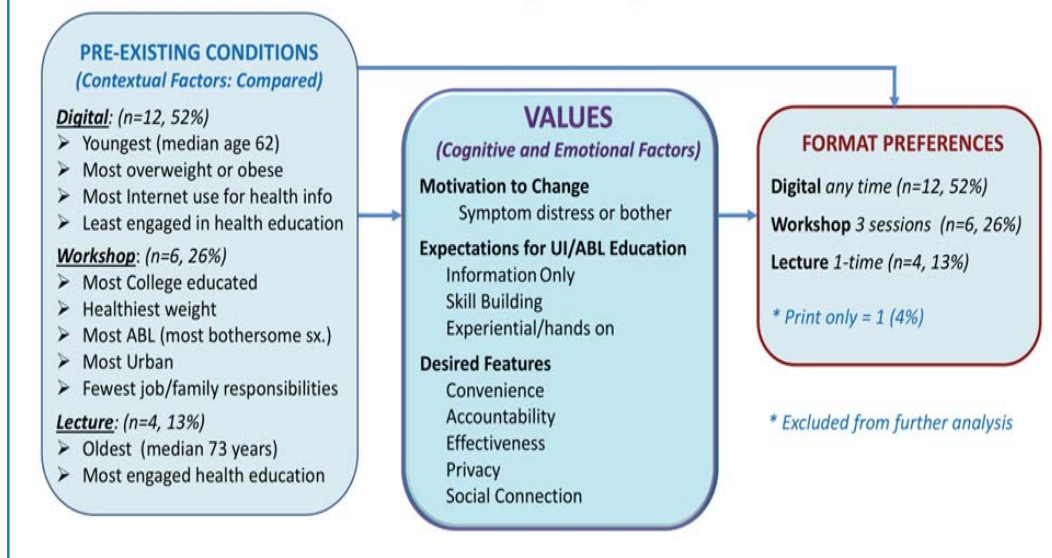 PRE-EXISTING CONDITIONS
(Contextual Factors: Compared)
Digital: (n=12, 52%)
➤ Youngest (median age 62)
➤ Most overweight or obese
➤ Most Internet use for health info
➤ Least engaged in health education
Workshop: (n=6, 26%)
➤ Most College educated
➤ Healthiest weight
➤ Most ABL (most bothersome sx.)
➤ Most Urban
➤ Fewest job/family responsibilities
Lecture: (n=4, 13%)
➤ Oldest (median 73 years)
➤ Most engaged health education
VALUES
(Cognitive and Emotional Factors)
Motivation to Change
Symptom distress or bother
Expectations for UI/ABL Education
Information Only
Skill Building
Experiential/hands on
Desired Features
Convenience
Accountability
Effectiveness
Privacy
Social Connection
FORMAT PREFERENCES
Digital any time (n=12, 52%)
Workshop 3 sessions (n=6, 26%)
Lecture 1-time (n=4, 13%)
* Print only = 1 (4%)
* Excluded from further analysis